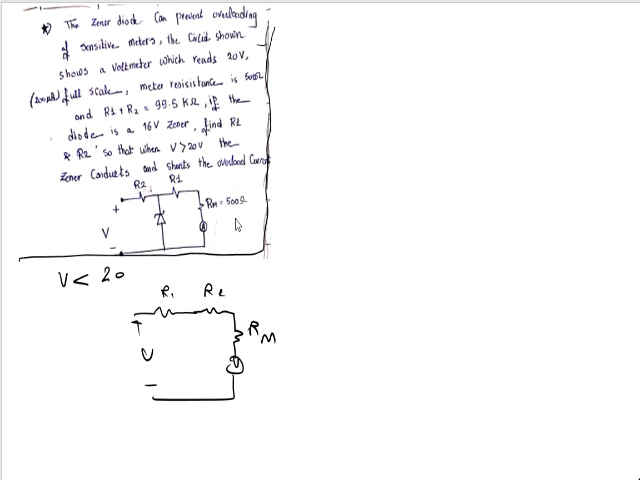 *) The Zener diode Can prevent overloading
of sensitive meters, the Circuit shown
shows a voltmeter which reads 20V,
(200μA) full scale, meter resisistance is 500Ω
and R1 + R2 = 99.5 KΩ, if the
diode is a 16V Zener, find R1
& R2 so that when V>20V the
Zener Conducts and shunts the overload Current
R2 R1
+
RM = 500Ω
V
-
V < 20
R1 R2
+
RM
V
-